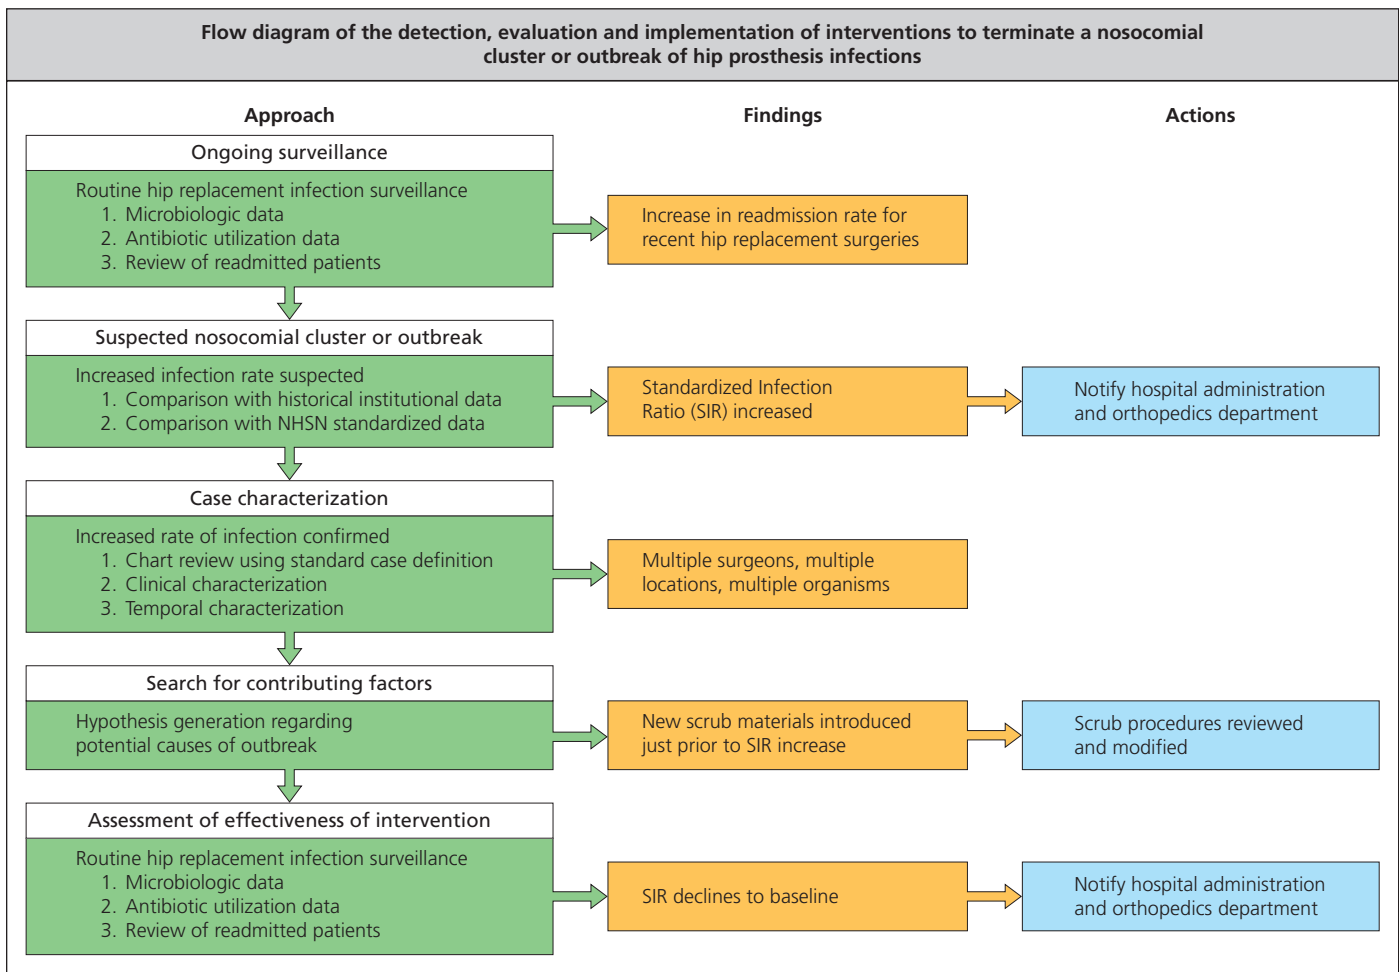 Flow diagram of the detection, evaluation and implementation of interventions to terminate a nosocomial
cluster or outbreak of hip prosthesis infections
Approach
Findings
Actions
Ongoing surveillance
Routine hip replacement infection surveillance
1. Microbiologic data
2. Antibiotic utilization data
3. Review of readmitted patients
Increase in readmission rate for
recent hip replacement surgeries
Suspected nosocomial cluster or outbreak
Increased infection rate suspected
1. Comparison with historical institutional data
2. Comparison with NHSN standardized data
Standardized Infection
Ratio (SIR) increased
Notify hospital administration
and orthopedics department
Case characterization
Increased rate of infection confirmed
1. Chart review using standard case definition
2. Clinical characterization
3. Temporal characterization
Multiple surgeons, multiple
locations, multiple organisms
Search for contributing factors
Hypothesis generation regarding
potential causes of outbreak
New scrub materials introduced
just prior to SIR increase
Scrub procedures reviewed
and modified
Assessment of effectiveness of intervention
Routine hip replacement infection surveillance
1. Microbiologic data
2. Antibiotic utilization data
3. Review of readmitted patients
SIR declines to baseline
Notify hospital administration
and orthopedics department